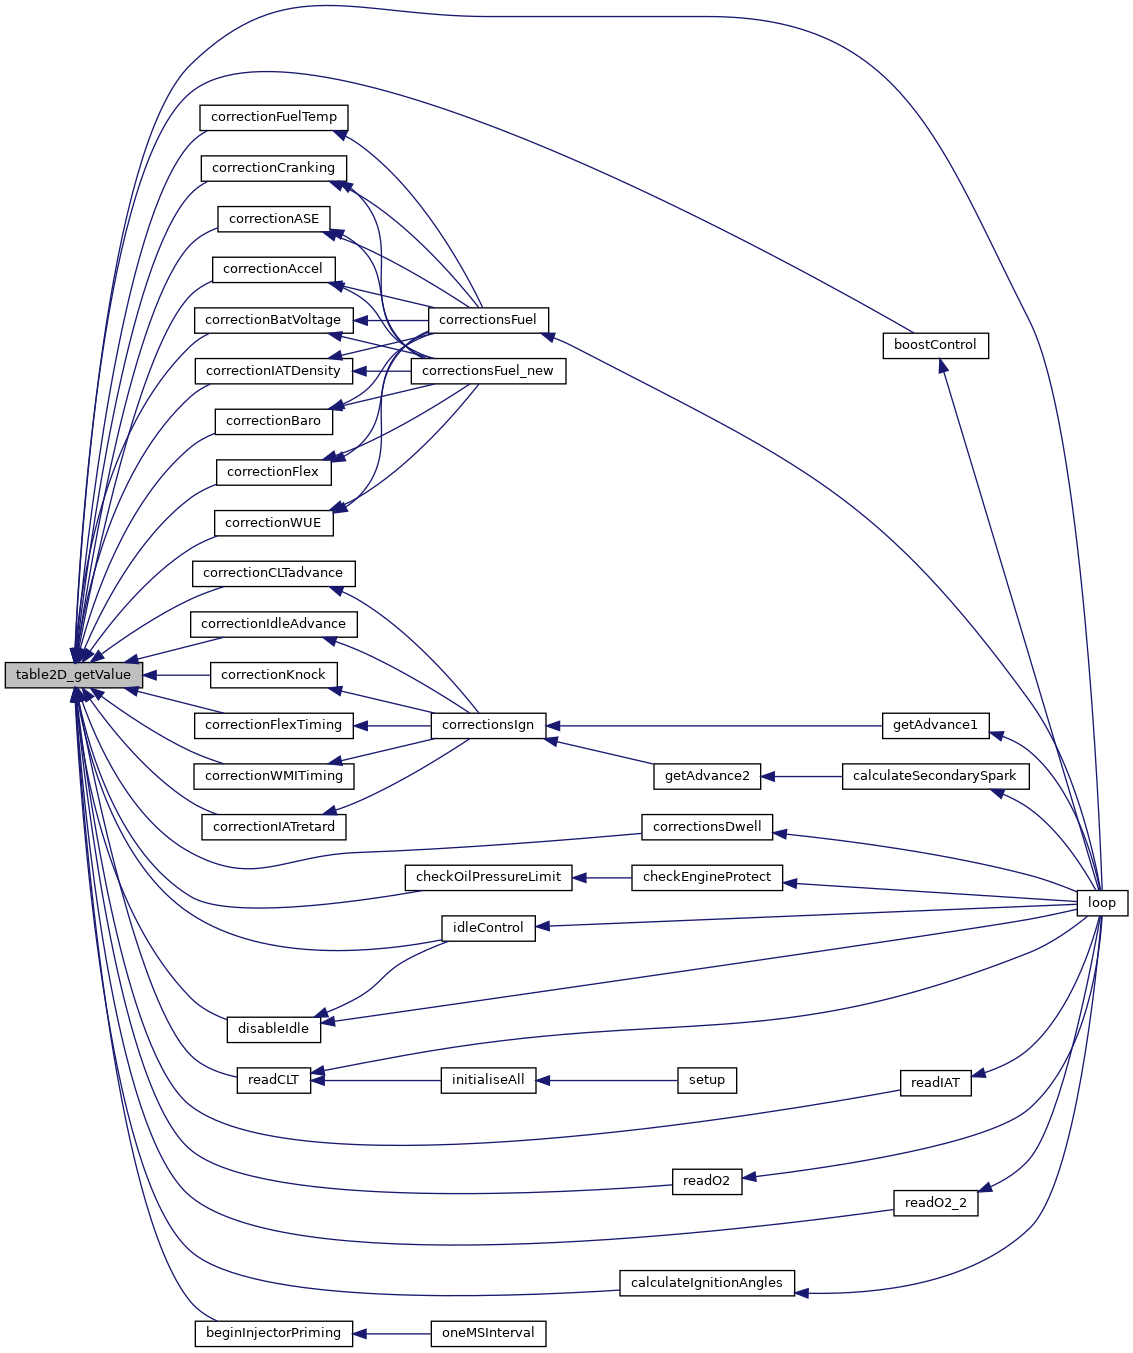 correctionFuelTemp
correctionCranking
correctionASE
correctionAccel
correctionBatVoltage
correctionsFuel
boostControl
correctionIATDensity
correctionsFuel_new
correctionBaro
correctionFlex
correctionWUE
correctionCLTadvance
correctionIdleAdvance
table2D_getValue
correctionKnock
correctionFlexTiming
correctionsIgn
getAdvance1
correctionWMITiming
getAdvance2
calculateSecondarySpark
correctionIATretard
correctionsDwell
checkOilPressureLimit
checkEngineProtect
loop
idleControl
disableIdle
readCLT
initialiseAll
setup
readIAT
readO2
readO2_2
calculateIgnitionAngles
beginInjectorPriming
oneMSInterval